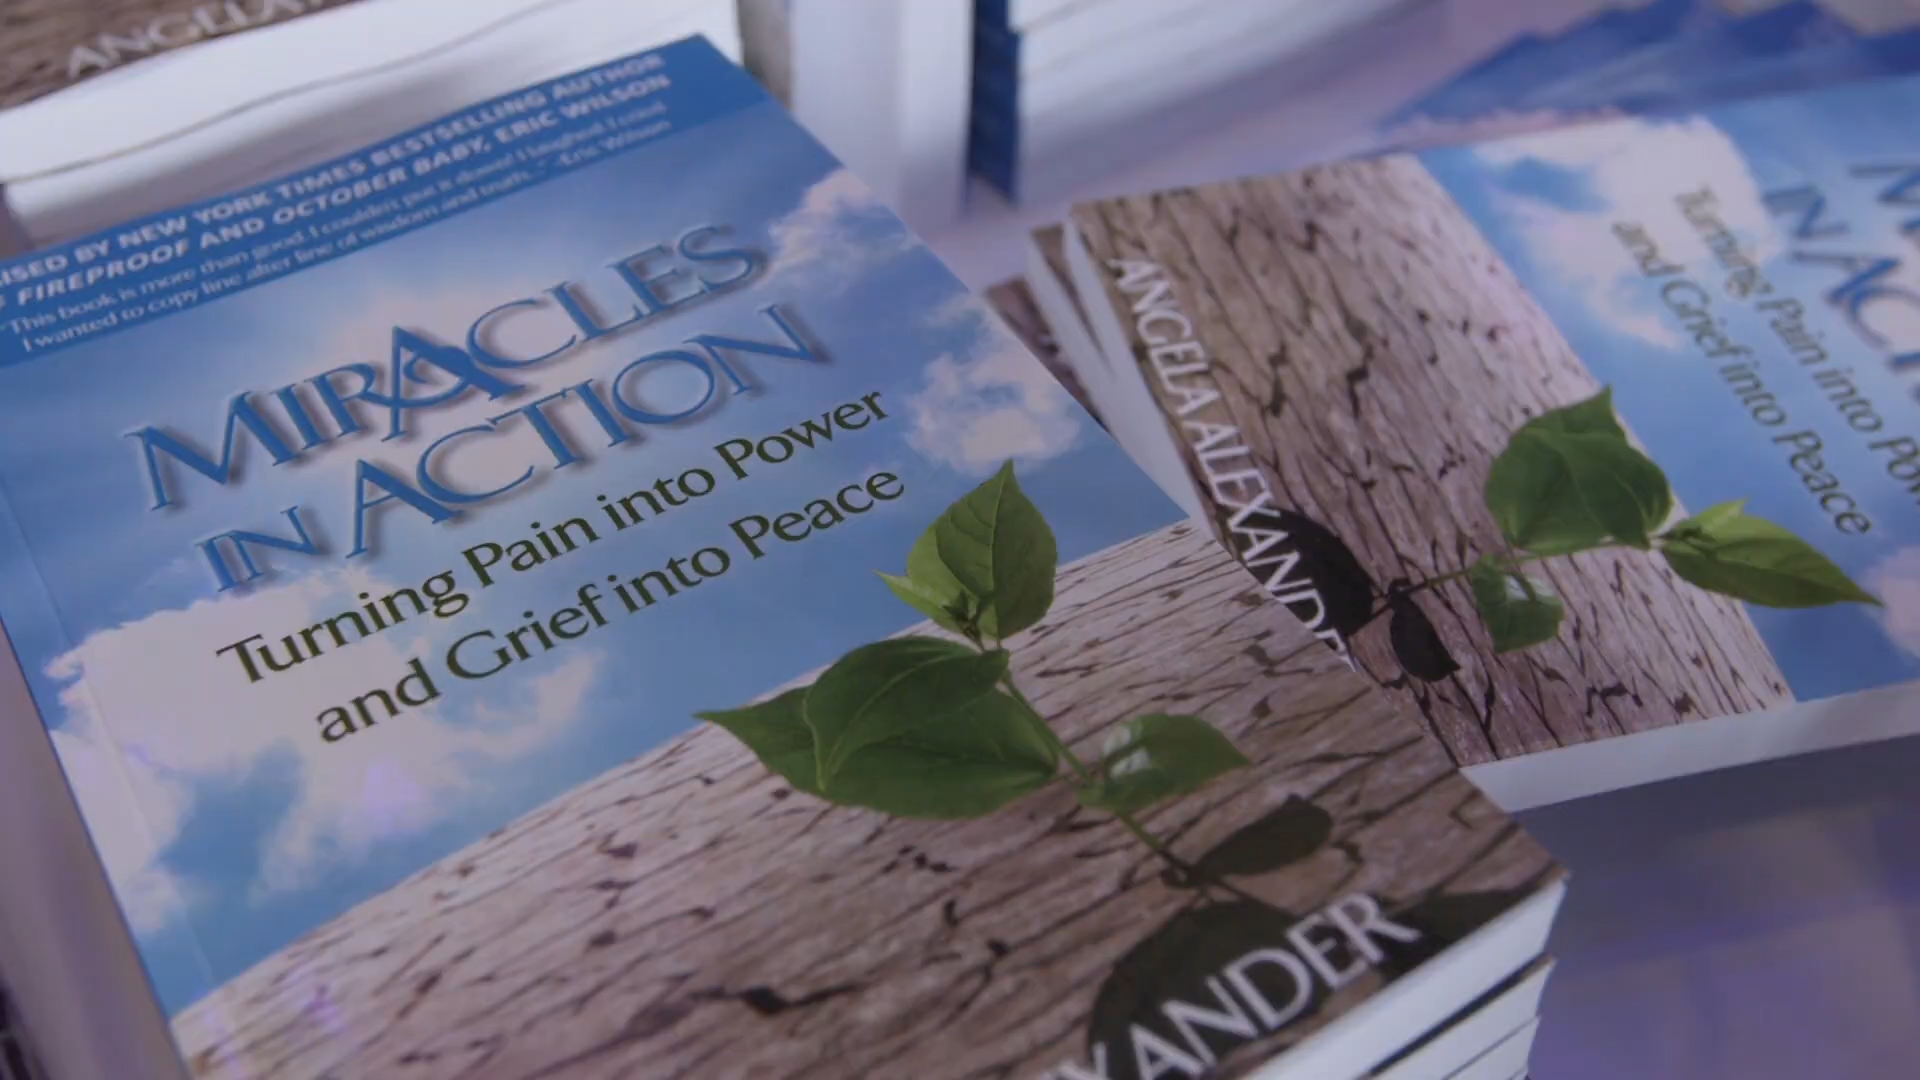 ISED BY NEW YORK TIMES BESTSELLING AUTHOR
FIREPROOF AND OCTOBER BABY, ERIC WILSON
"This book is more than good. I couldn't put it down! I laughed. I cried.
I wanted to copy line after line of wisdom and truth." -Eric Wilson
MIRACLES
IN ACTION
Turning Pain into Power
and Grief into Peace
XANDER
ANGELA ALEXANDER
IN ACT
Turning Pain into Pow
and Grief into Peace